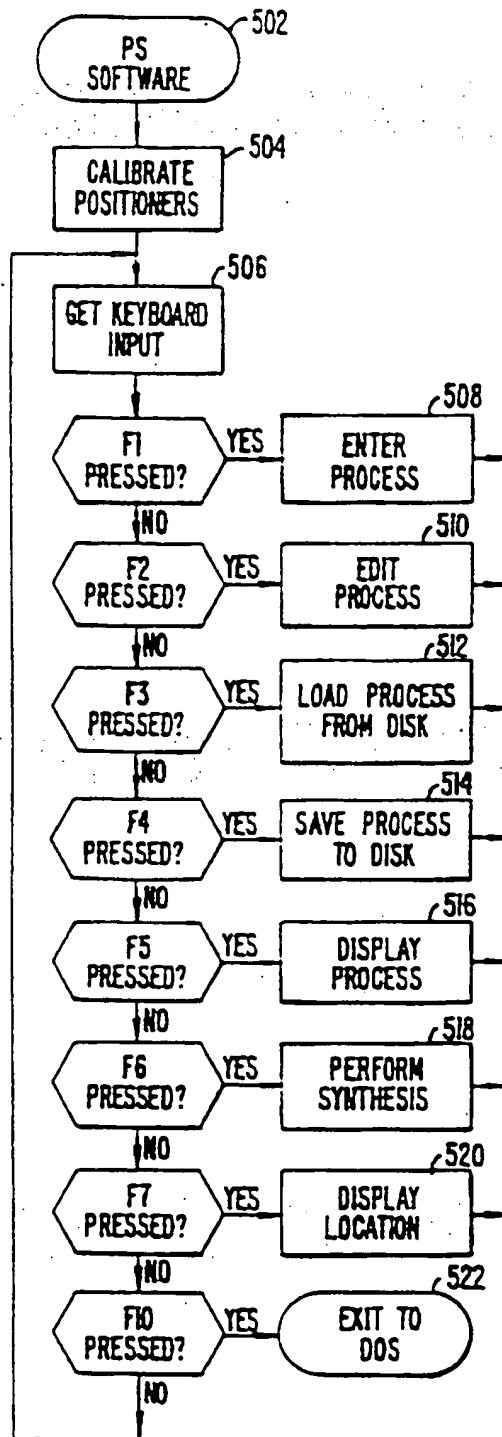 502
PS
SOFTWARE
504
CALIBRATE
POSITIONERS
506
GET KEYBOARD
INPUT
508
F1
PRESSED?
YES
ENTER
PROCESS
NO
510
F2
PRESSED?
YES
EDIT
PROCESS
NO
512
F3
PRESSED?
YES
LOAD PROCESS
FROM DISK
NO
514
F4
PRESSED?
YES
SAVE PROCESS
TO DISK
NO
516
F5
PRESSED?
YES
DISPLAY
PROCESS
NO
518
F6
PRESSED?
YES
PERFORM
SYNTHESIS
NO
520
F7
PRESSED?
YES
DISPLAY
LOCATION
NO
522
F10
PRESSED?
YES
EXIT TO
DOS
NO